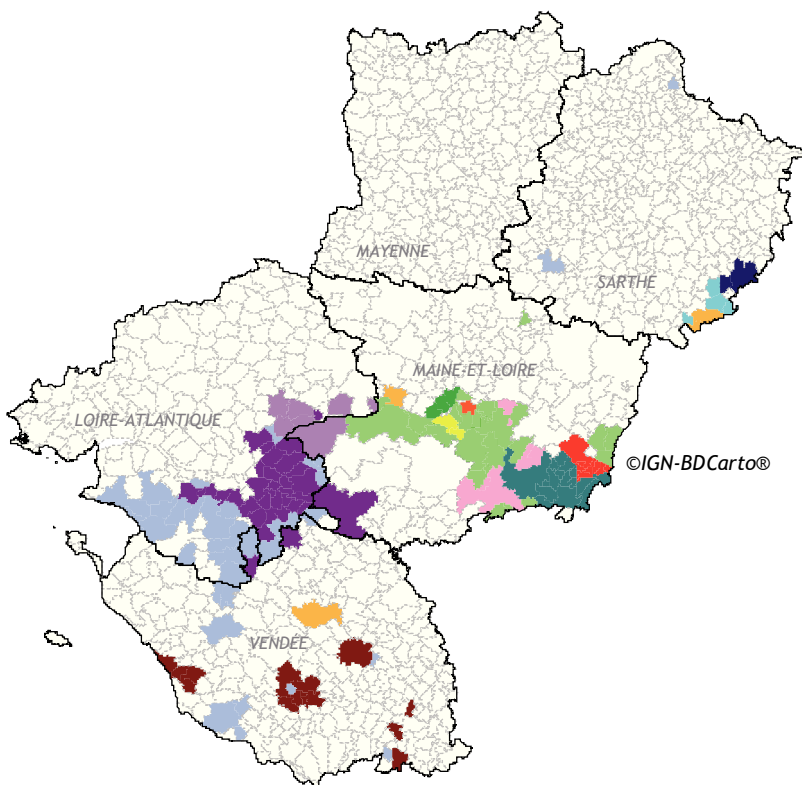 MAYENNE
SARTHE
MAINE-ET-LOIRE
LOIRE-ATLANTIQUE
©IGN-BDCarto®
VENDÉE